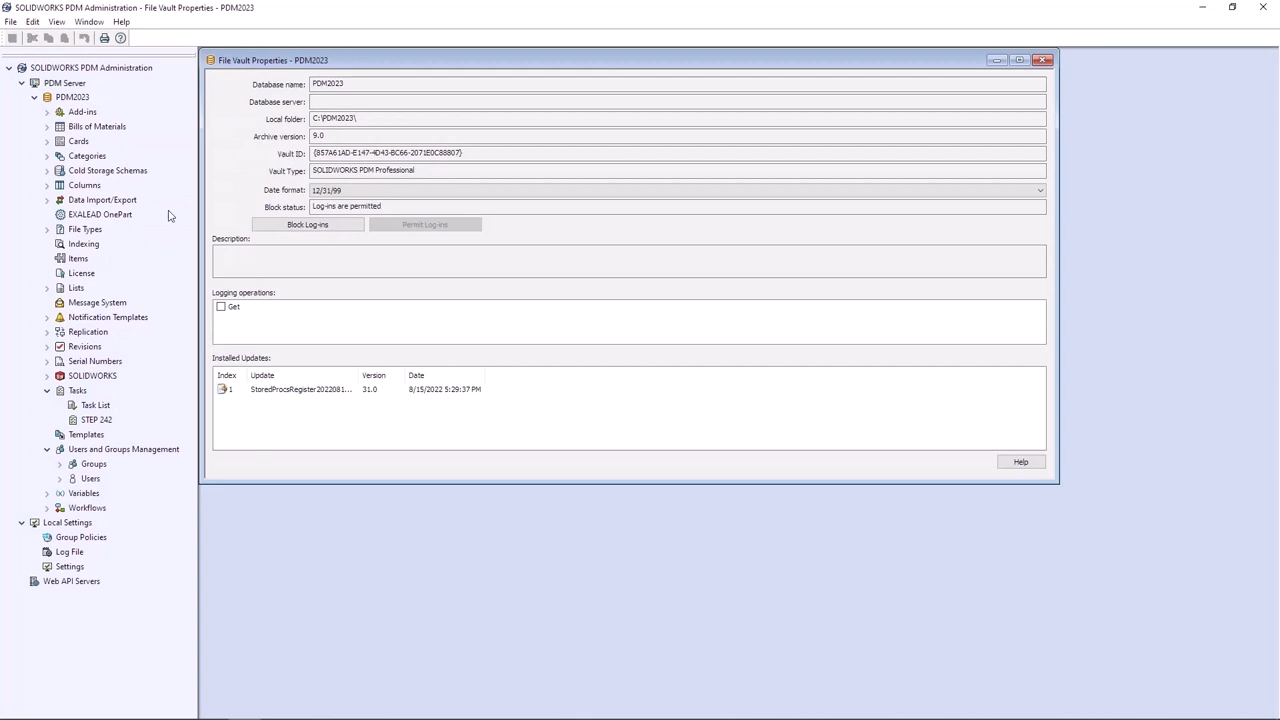 SOLIDWORKS PDM Administration - File Vault Properties - PDM2023
File Edit View Window Help
SOLIDWORKS PDM Administration
PDM Server
PDM2023
Add-ins
Bills of Materials
Cards
Categories
Cold Storage Schemas
Columns
Data Import/Export
EXALEAD OnePart
File Types
Indexing
Items
License
Lists
Message System
Notification Templates
Replication
Revisions
Serial Numbers
SOLIDWORKS
Tasks
Task List
STEP 242
Templates
Users and Groups Management
Groups
Users
Variables
Workflows
Local Settings
Group Policies
Log File
Settings
Web API Servers
File Vault Properties - PDM2023
Database name: PDM2023
Database server:
Local folder: C:\PDM2023\
Archive version: 9.0
Vault ID: {857A61AD-E147-4D43-BC66-2071E0C88807}
Vault Type: SOLIDWORKS PDM Professional
Date format: 12/31/99
Block status: Log-ins are permitted
Block Log-ins Permit Log-ins
Description:
Logging operations:
Get
Installed Updates:
Index Update Version Date
1 StoredProcsRegister2022081... 31.0 8/15/2022 5:29:37 PM
Help